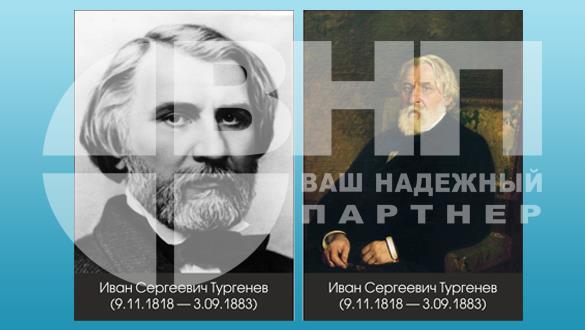 ВНП
ВАШ НАДЕЖНЫЙ
ПАРТНЕР
Иван Сергеевич Тургенев
(9.11.1818 — 3.09.1883)
Иван Сергеевич Тургенев
(9.11.1818 — 3.09.1883)